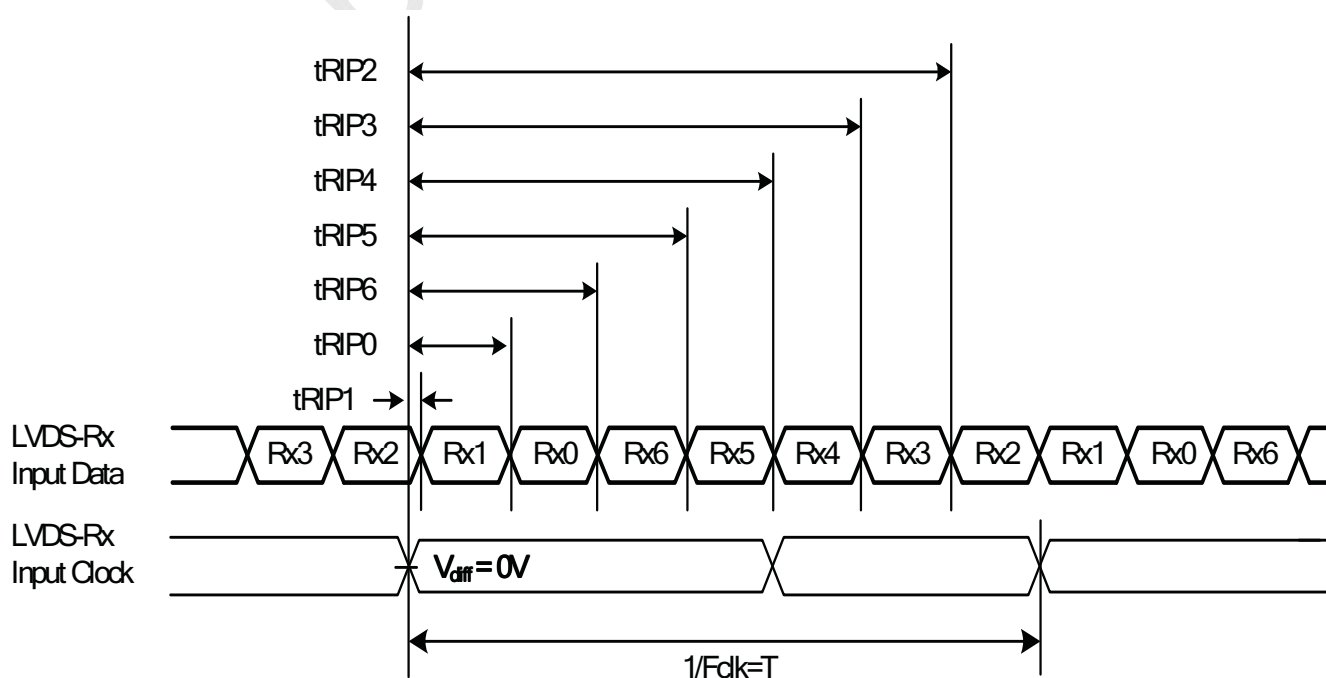 tRIP2
tRIP3
tRIP4
tRIP5
tRIP6
tRIP0
tRIP1
LVDS-Rx
Input Data
Rx3 Rx2 Rx1 Rx0 Rx6 Rx5 Rx4 Rx3 Rx2 Rx1 Rx0 Rx6
LVDS-Rx
Input Clock
Vdiff = 0V
1/Fclk=T